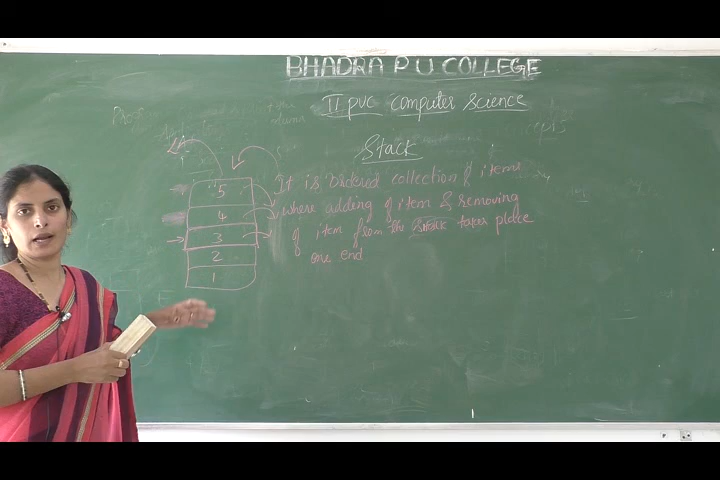 BHADRA P U COLLEGE
II PUC Computer Science
Stack
It is Ordered collection of items
where adding of item & removing
of item from the stack takes place
one end
5
4
3
2
1